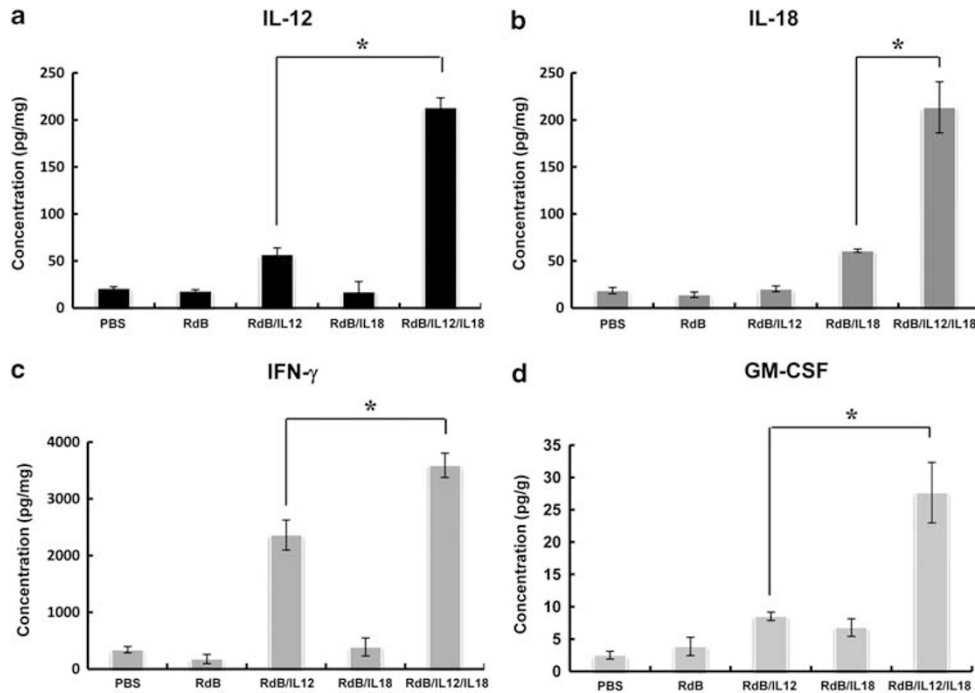 a
IL-12
*
Concentration (pg/mg)
250
200
150
100
50
0
PBS RdB RdB/IL12 RdB/IL18 RdB/IL12/IL18
b
IL-18
*
Concentration (pg/mg)
250
200
150
100
50
0
PBS RdB RdB/IL12 RdB/IL18 RdB/IL12/IL18
c
IFN-γ
*
Concentration (pg/mg)
4000
3000
2000
1000
0
PBS RdB RdB/IL12 RdB/IL18 RdB/IL12/IL18
d
GM-CSF
*
Concentration (pg/g)
35
30
25
20
15
10
5
0
PBS RdB RdB/IL12 RdB/IL18 RdB/IL12/IL18